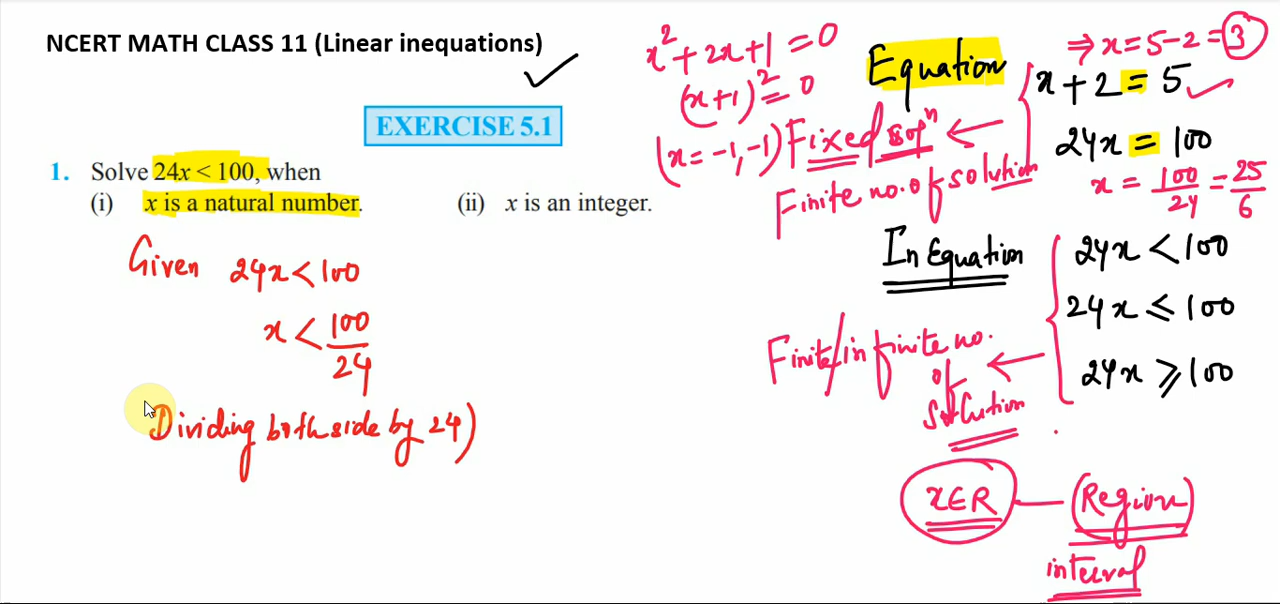 NCERT MATH CLASS 11 (Linear inequations)
EXERCISE 5.1
1. Solve 24x < 100, when
(i) x is a natural number. (ii) x is an integer.
Given 24x < 100
x < 100/24
Dividing both side by 24)
x² + 2x + 1 = 0
(x+1)² = 0
(x = -1, -1)
Equation
⇒ x = 5-2 = 3
x + 2 = 5
24x = 100
x = 100/24 = 25/6
Fixed solⁿ ←
Finite no. of solution
In Equation
24x < 100
24x ⩽ 100
24x ⩾ 100
Finite/infinite no. ←
of
Solution
x∈R — (Region)
interval